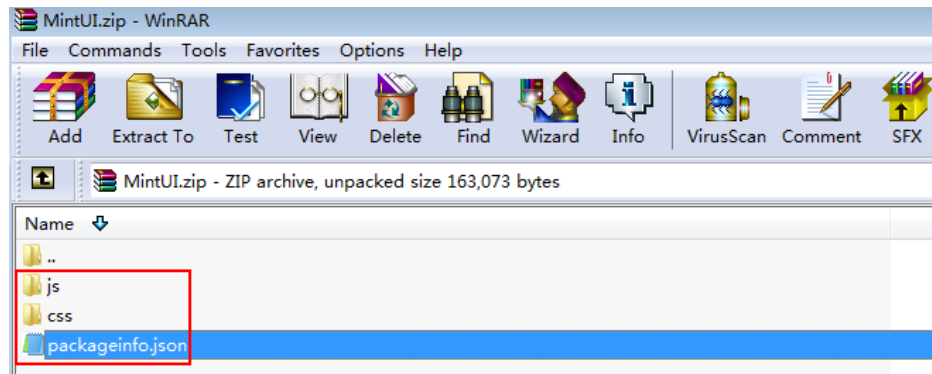 MintUI.zip - WinRAR
File Commands Tools Favorites Options Help
Add Extract To Test View Delete Find Wizard Info VirusScan Comment SFX
MintUI.zip - ZIP archive, unpacked size 163,073 bytes
Name
..
js
css
packageinfo.json